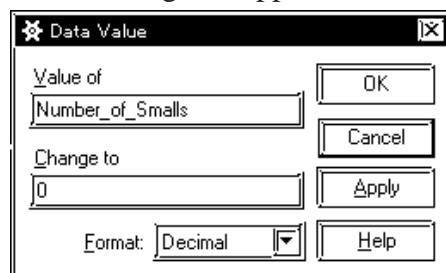 Data Value
Value of
Number_of_Smalls
Change to
0
Format: Decimal
OK
Cancel
Apply
Help